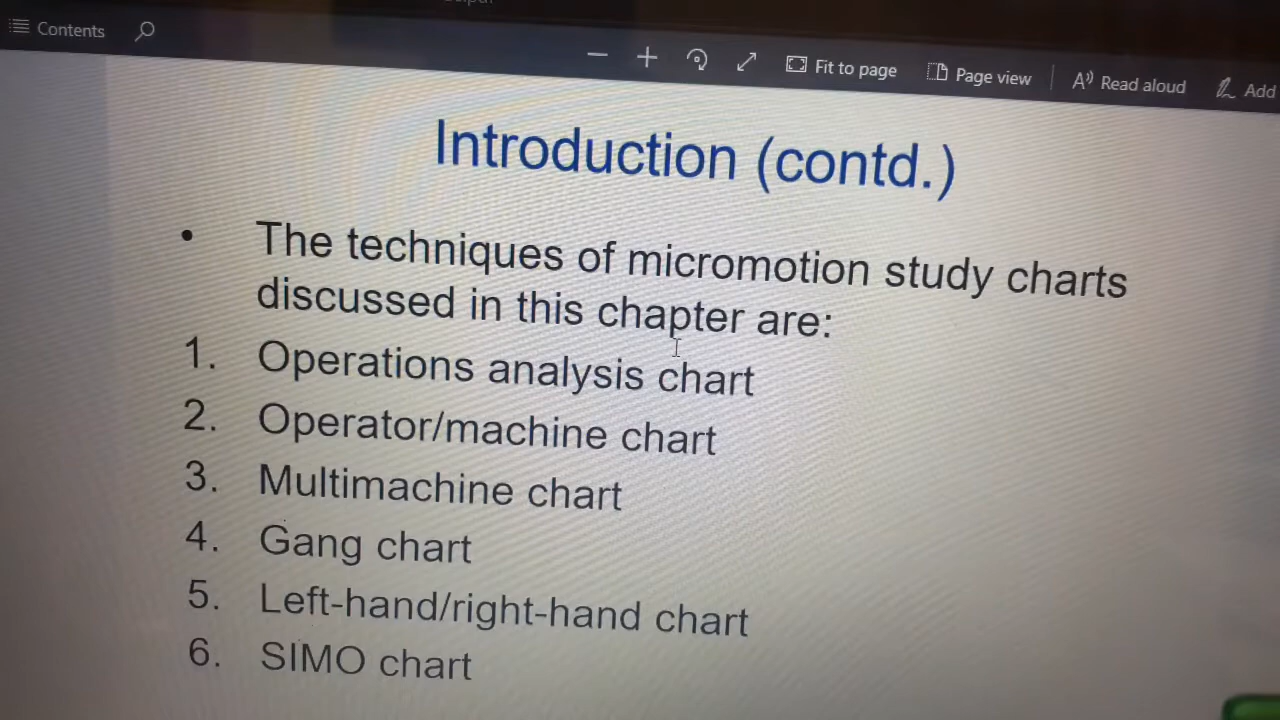 Contents
Fit to page
Page view
Read aloud
Add
Introduction (contd.)
• The techniques of micromotion study charts
discussed in this chapter are:
1. Operations analysis chart
2. Operator/machine chart
3. Multimachine chart
4. Gang chart
5. Left-hand/right-hand chart
6. SIMO chart